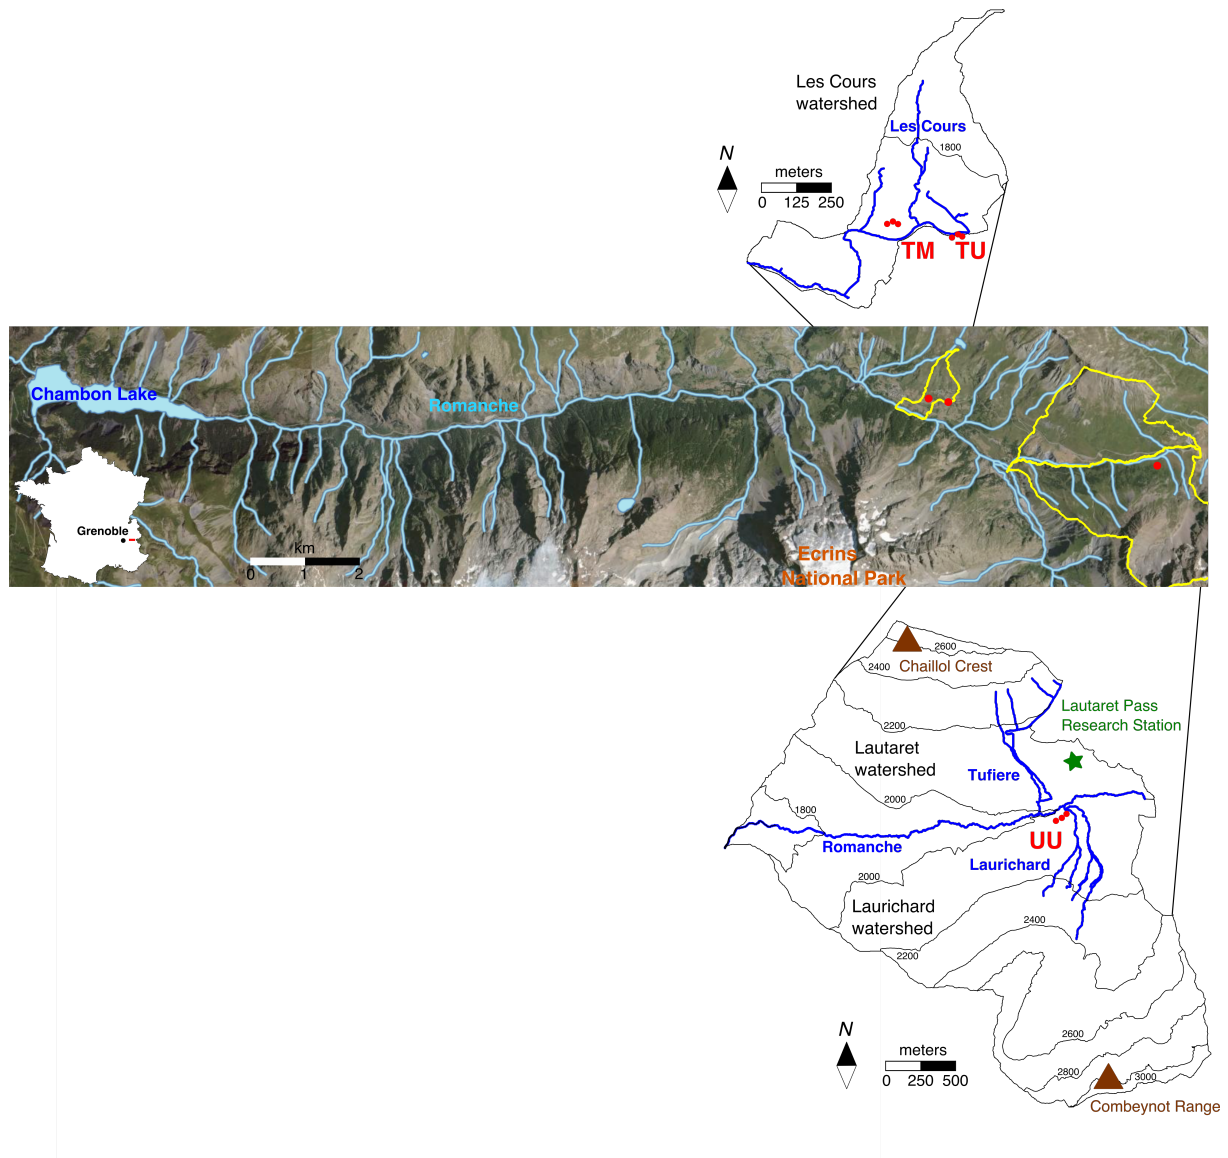 Les Cours
watershed
Les Cours
1800
N
meters
0 125 250
TM TU
Chambon Lake
Romanche
Grenoble
km
0 1 2
Ecrins
National Park
2600
2400
Chaillol Crest
Lautaret Pass
Research Station
2200
Lautaret
watershed
Tufiere
2000
1800
UU
Romanche
Laurichard
2000
Laurichard
watershed
2400
2200
N
meters
0 250 500
2600
2800
3000
Combeynot Range